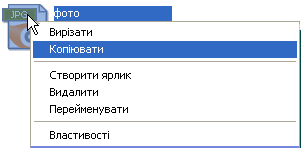 JPG
фото
Вирізати
Копіювати
Створити ярлик
Видалити
Перейменувати
Властивості